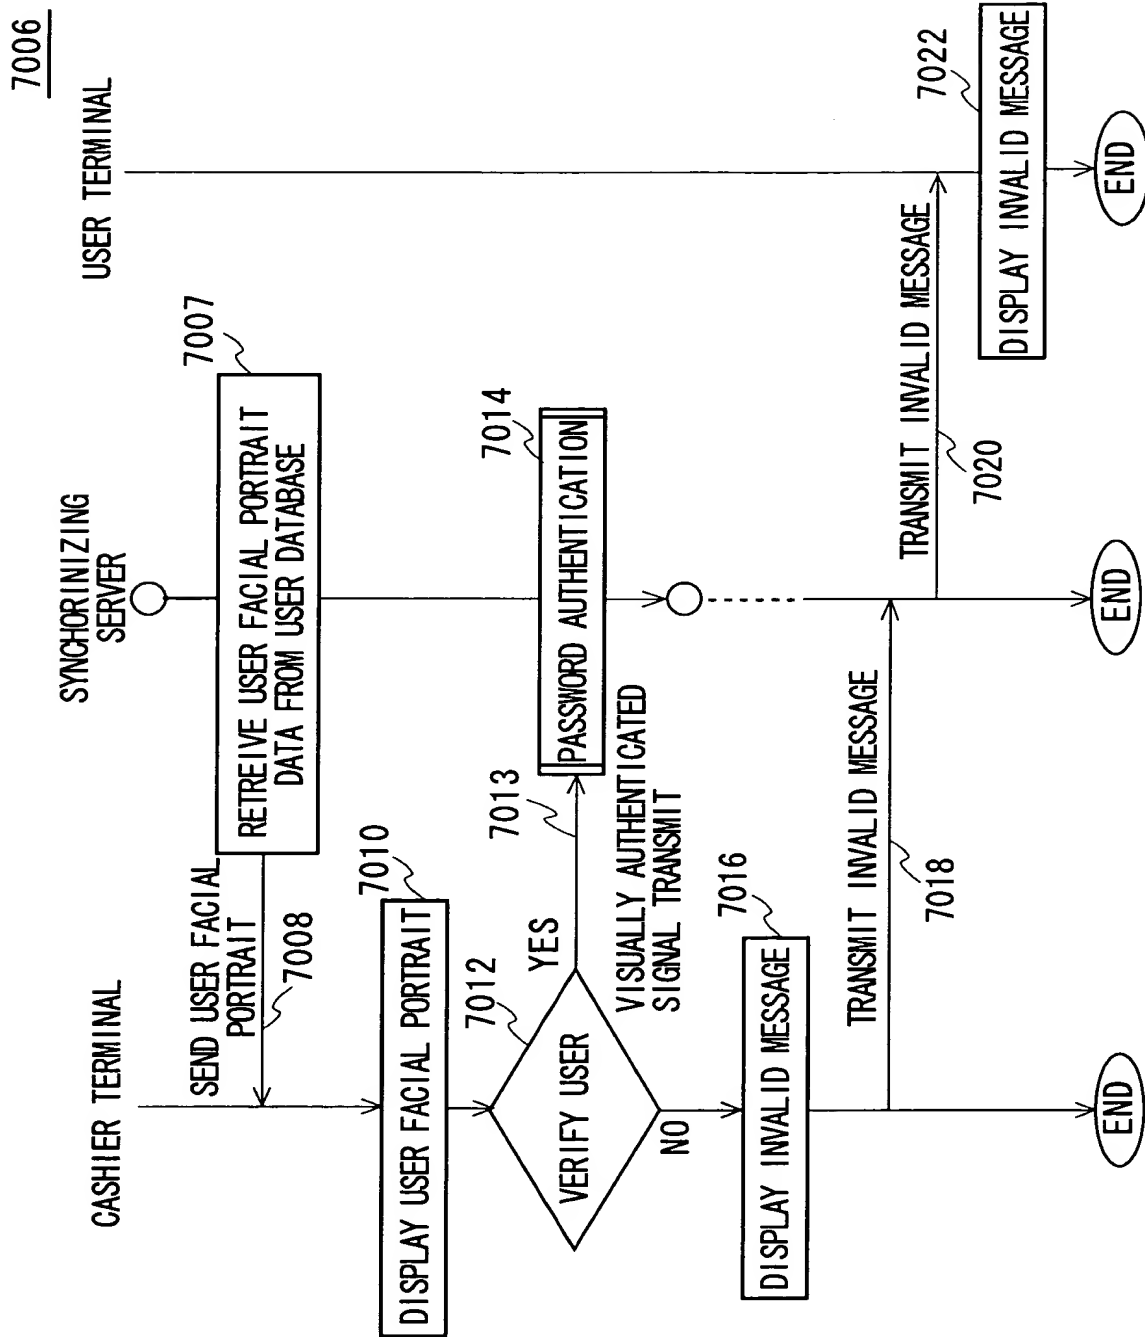 7006
CASHIER TERMINAL
SYNCHORINIZING
SERVER
USER TERMINAL
7007
RETREIVE USER FACIAL PORTRAIT
DATA FROM USER DATABASE
SEND USER FACIAL
PORTRAIT
7008
7010
DISPLAY USER FACIAL PORTRAIT
7012
VERIFY USER
YES
7013
7014
PASSWORD AUTHENTICATION
VISUALLY AUTHENTICATED
SIGNAL TRANSMIT
NO
7016
DISPLAY INVALID MESSAGE
TRANSMIT INVALID MESSAGE
7018
TRANSMIT INVALID MESSAGE
7020
7022
DISPLAY INVALID MESSAGE
END
END
END